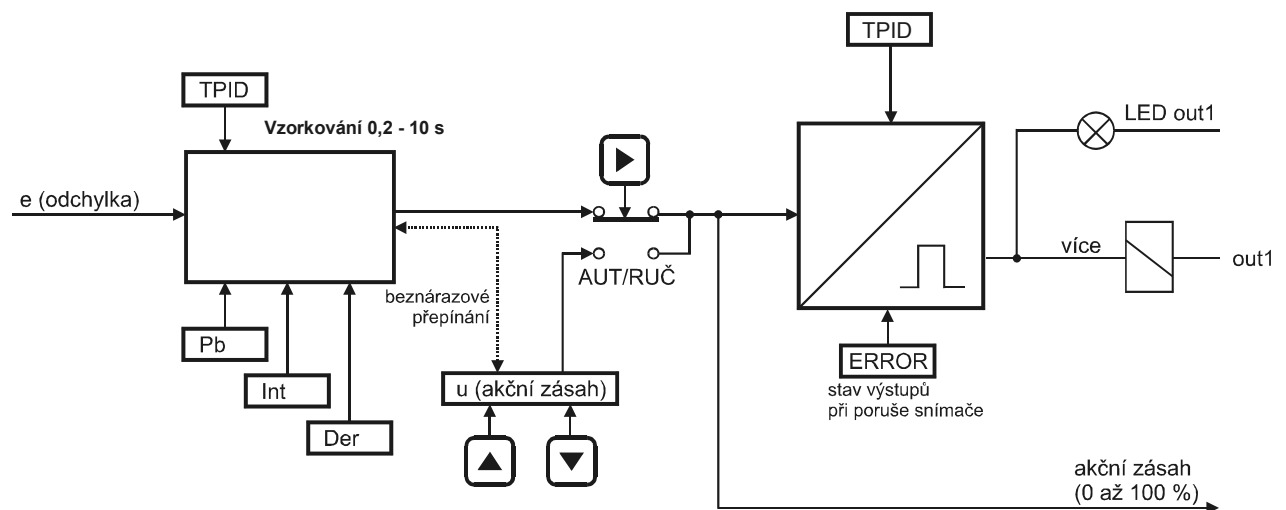 TPID
TPID
LED out1
Vzorkování 0,2 - 10 s
e (odchylka)
AUT/RUČ
více
out1
beznárazové
přepínání
Pb
Int
Der
u (akční zásah)
ERROR
stav výstupů
při poruše snímače
akční zásah
(0 až 100 %)